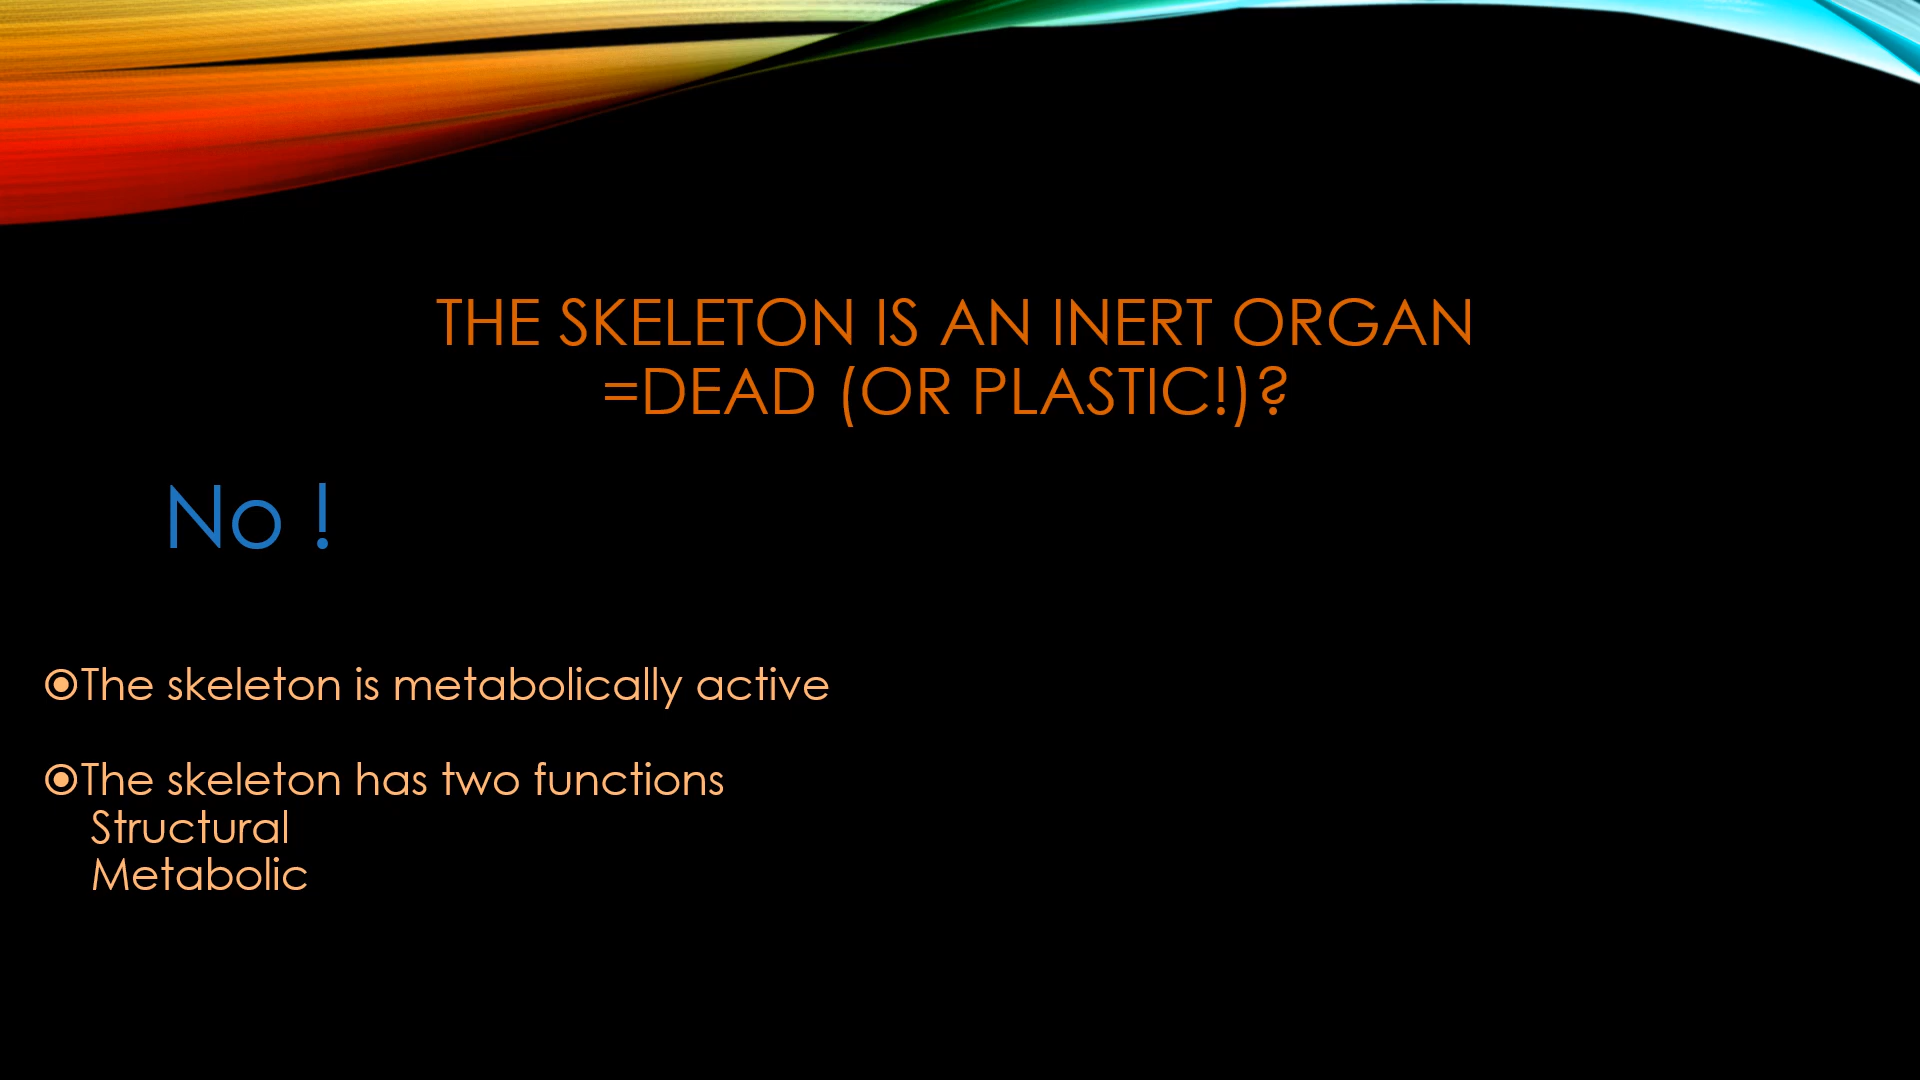 THE SKELETON IS AN INERT ORGAN
=DEAD (OR PLASTIC!)?
No !
⦿The skeleton is metabolically active
⦿The skeleton has two functions
Structural
Metabolic